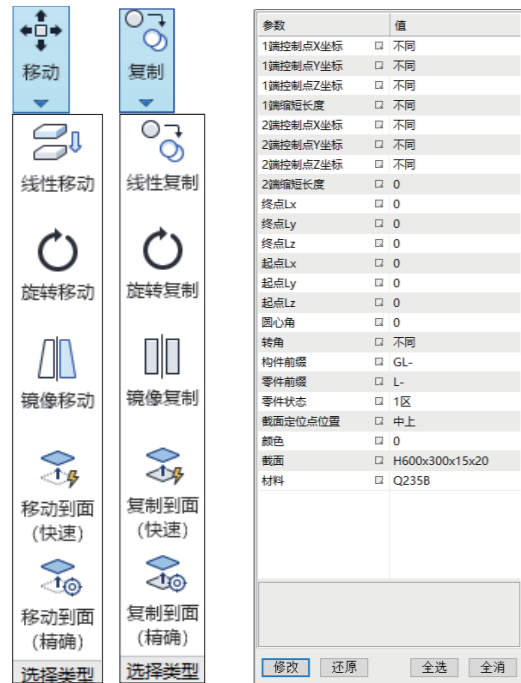 移动
线性移动
旋转移动
镜像移动
移动到面
(快速)
移动到面
(精确)
选择类型
复制
线性复制
旋转复制
镜像复制
复制到面
(快速)
复制到面
(精确)
选择类型
参数 值
1端控制点X坐标 不同
1端控制点Y坐标 不同
1端控制点Z坐标 不同
1端缩短长度 不同
2端控制点X坐标 不同
2端控制点Y坐标 不同
2端控制点Z坐标 不同
2端缩短长度 0
终点Lx 0
终点Ly 0
终点Lz 0
起点Lx 0
起点Ly 0
起点Lz 0
圆心角 0
转角 不同
构件前缀 GL-
零件前缀 L-
零件状态 1区
截面定位点位置 中上
颜色 0
截面 H600x300x15x20
材料 Q235B
修改 还原 全选 全消